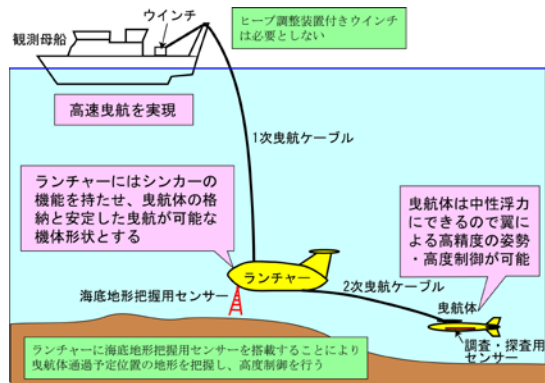 ウインチ
観測母船
ヒーブ調整装置付きウインチ
は必要としない
高速曳航を実現
1次曳航ケーブル
ランチャーにはシンカーの
機能を持たせ、曳航体の格
納と安定した曳航が可能な
機体形状とする
曳航体は中性浮力
にできるので翼に
よる高精度の姿勢
・高度制御が可能
ランチャー
海底地形把握用センサー
2次曳航ケーブル
曳航体
調査・探査用
センサー
ランチャーに海底地形把握用センサーを搭載することにより
曳航体通過予定位置の地形を把握し、高度制御を行う